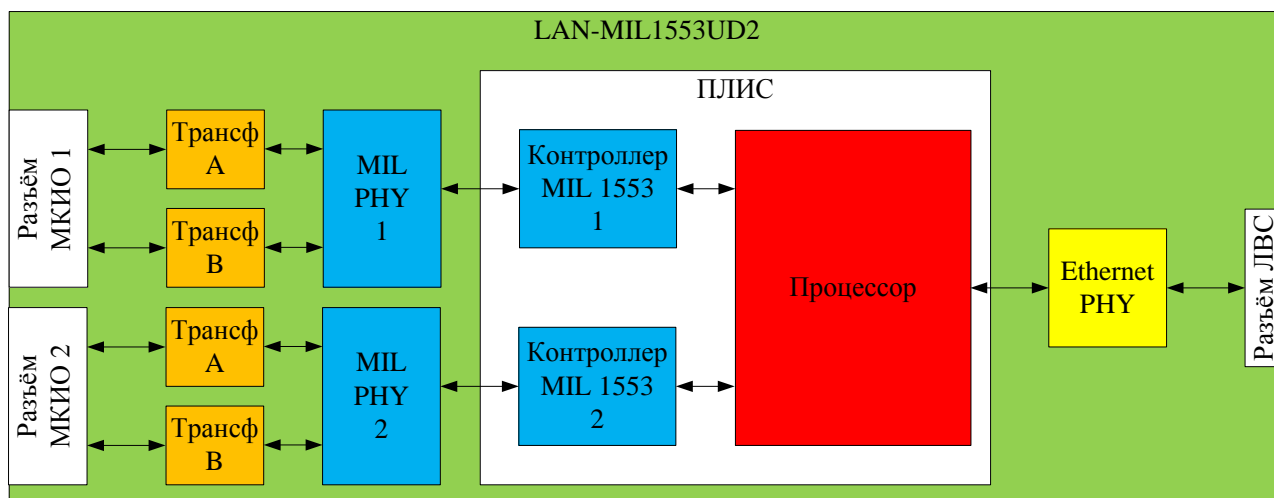 LAN-MIL1553UD2
ПЛИС
Разъём
МКИО 1
Трансф
A
Трансф
B
MIL
PHY
1
Контроллер
MIL 1553
1
Разъём
МКИО 2
Трансф
A
Трансф
B
MIL
PHY
2
Контроллер
MIL 1553
2
Процессор
Ethernet
PHY
Разъём ЛВС